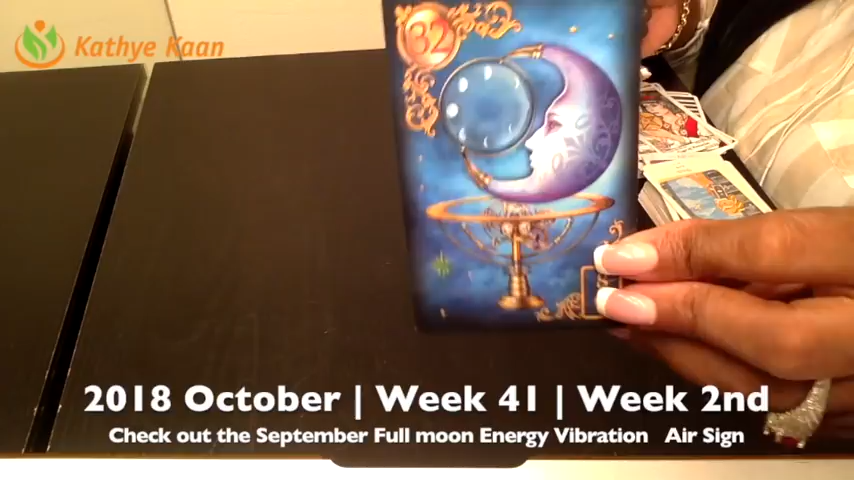 Kathye Kaan
32
2018 October | Week 41 | Week 2nd
Check out the September Full moon Energy Vibration Air Sign